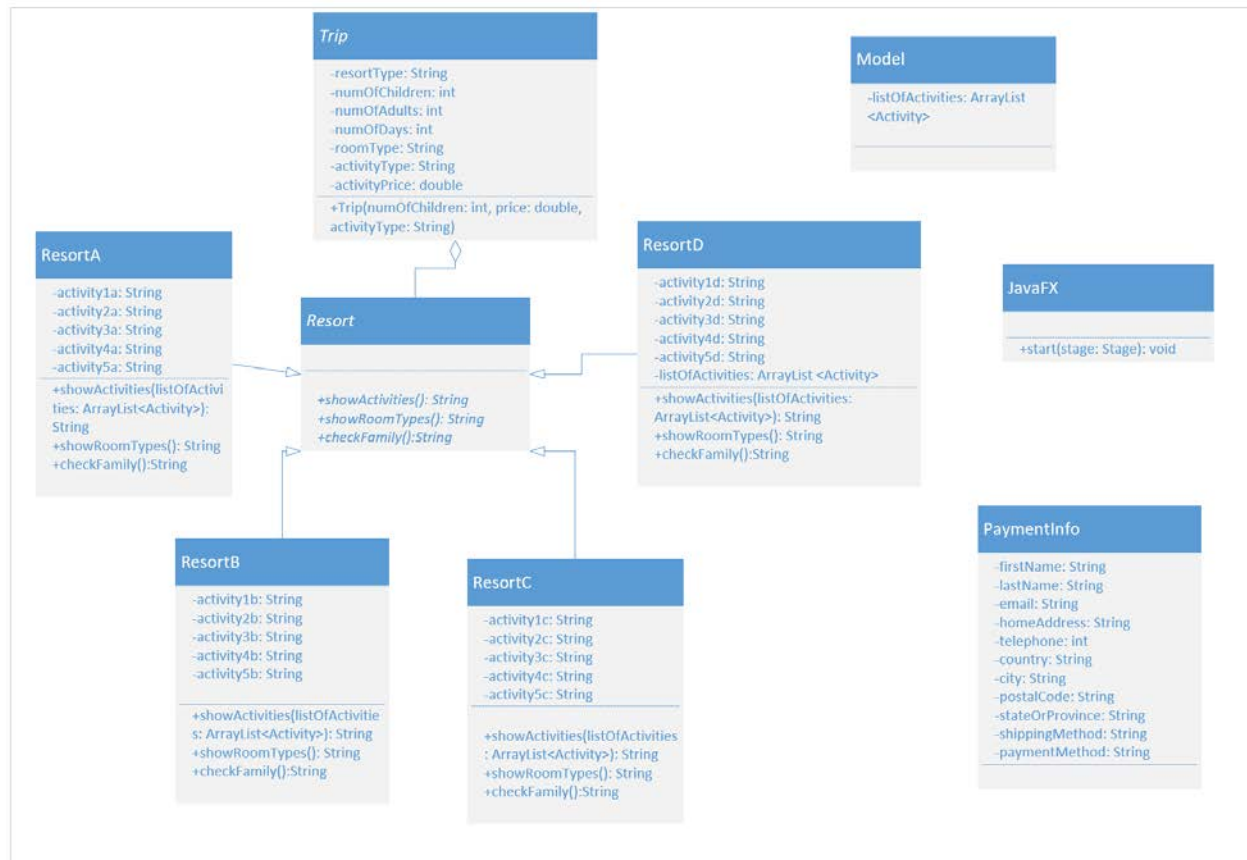 Trip
-resortType: String
-numOfChildren: int
-numOfAdults: int
-numOfDays: int
-roomType: String
-activityType: String
-activityPrice: double
+Trip(numOfChildren: int, price: double,
activityType: String)
Model
-listOfActivities: ArrayList
<Activity>
ResortA
-activity1a: String
-activity2a: String
-activity3a: String
-activity4a: String
-activity5a: String
+showActivities(listOfActivi
ties: ArrayList<Activity>):
String
+showRoomTypes(): String
+checkFamily():String
Resort
+showActivities(): String
+showRoomTypes(): String
+checkFamily():String
ResortD
-activity1d: String
-activity2d: String
-activity3d: String
-activity4d: String
-activity5d: String
-listOfActivities: ArrayList <Activity>
+showActivities(listOfActivities:
ArrayList<Activity>): String
+showRoomTypes(): String
+checkFamily():String
JavaFX
+start(stage: Stage): void
ResortB
-activity1b: String
-activity2b: String
-activity3b: String
-activity4b: String
-activity5b: String
+showActivities(listOfActivitie
s: ArrayList<Activity>): String
+showRoomTypes(): String
+checkFamily():String
ResortC
-activity1c: String
-activity2c: String
-activity3c: String
-activity4c: String
-activity5c: String
+showActivities(listOfActivities
: ArrayList<Activity>): String
+showRoomTypes(): String
+checkFamily():String
PaymentInfo
-firstName: String
-lastName: String
-email: String
-homeAddress: String
-telephone: int
-country: String
-city: String
-postalCode: String
-stateOrProvince: String
-shippingMethod: String
-paymentMethod: String